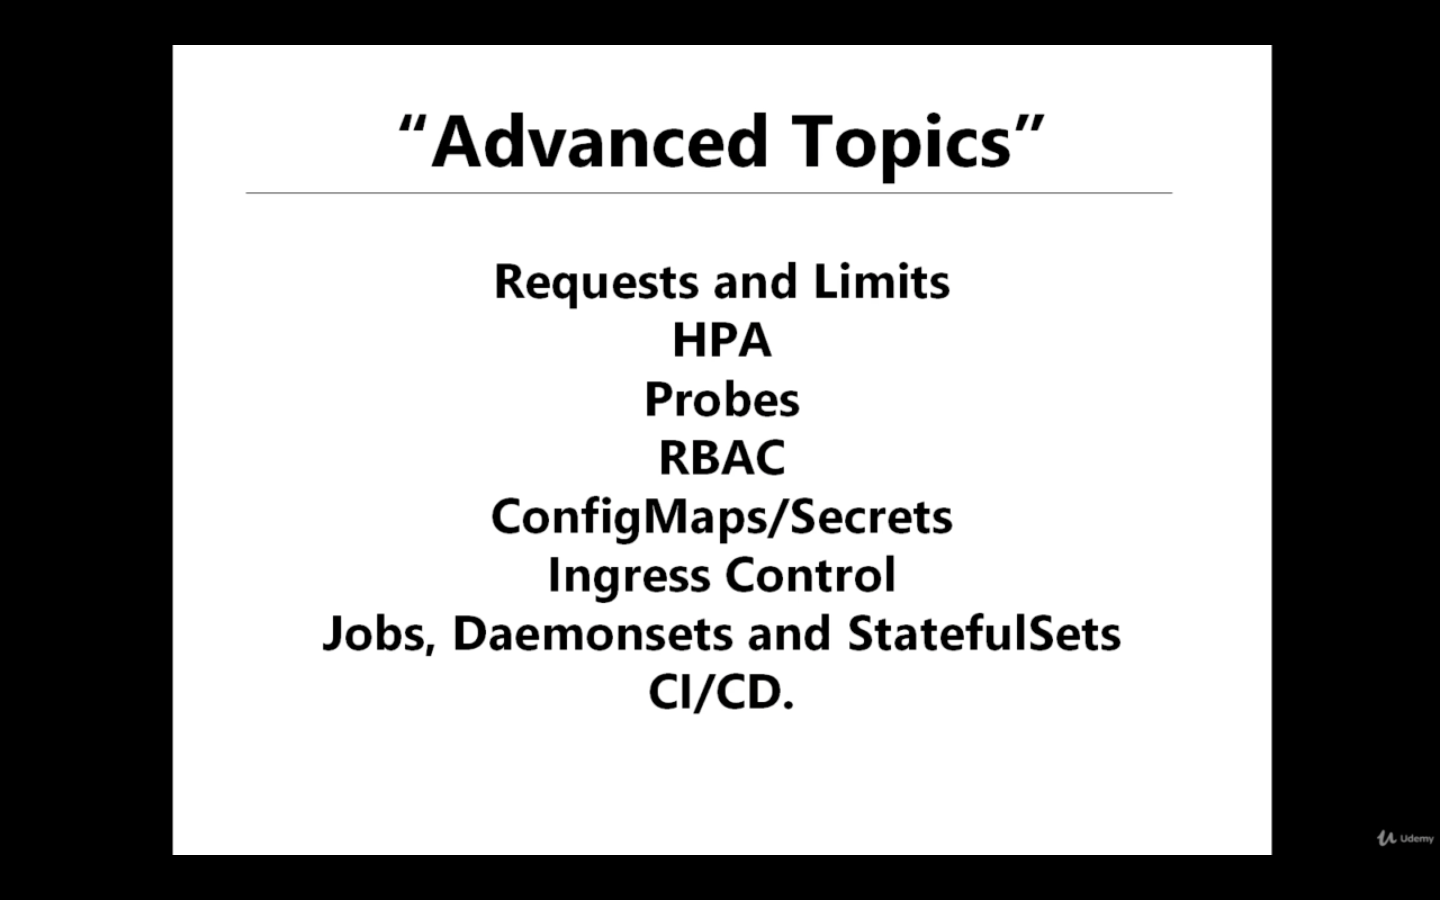 “Advanced Topics”
Requests and Limits
HPA
Probes
RBAC
ConfigMaps/Secrets
Ingress Control
Jobs, Daemonsets and StatefulSets
CI/CD.
Udemy